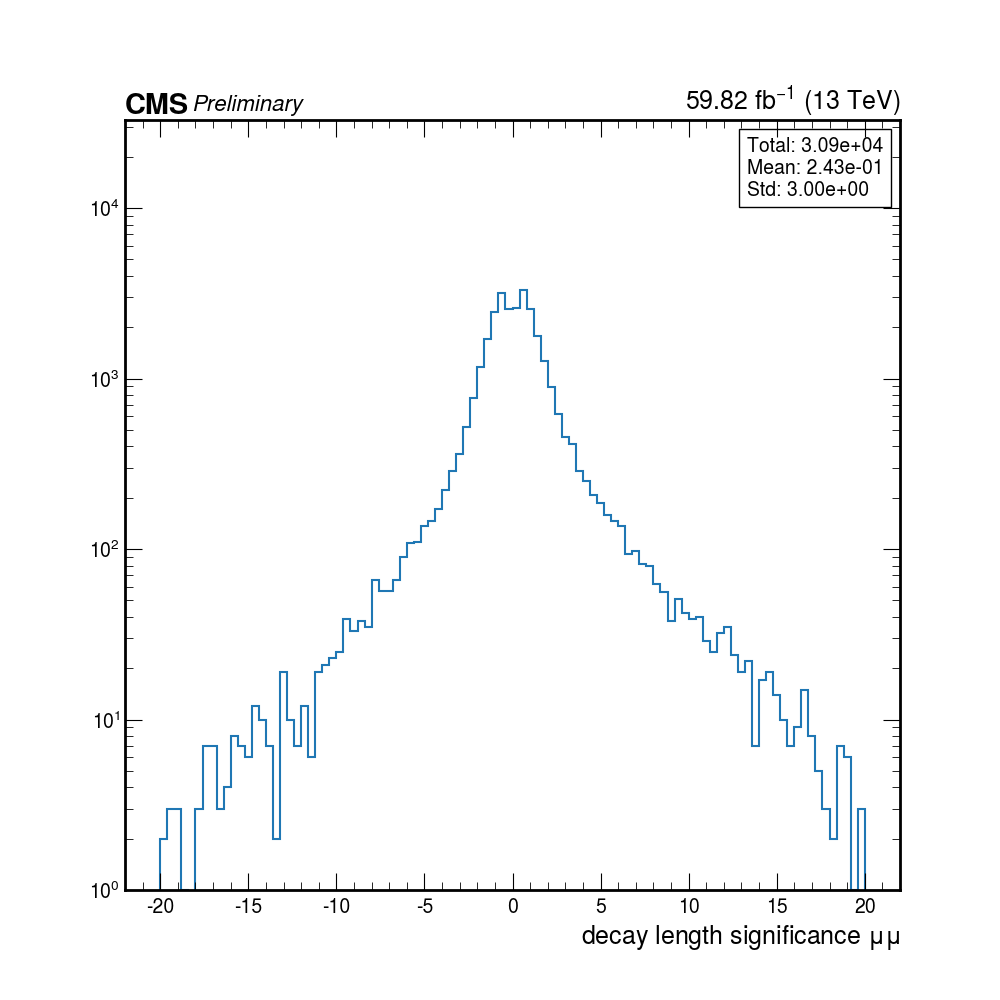 CMS Preliminary
59.82 fb⁻¹ (13 TeV)
Total: 3.09e+04
Mean: 2.43e-01
Std: 3.00e+00
10⁴
10³
10²
10¹
10⁰
-20 -15 -10 -5 0 5 10 15 20
decay length significance μμ